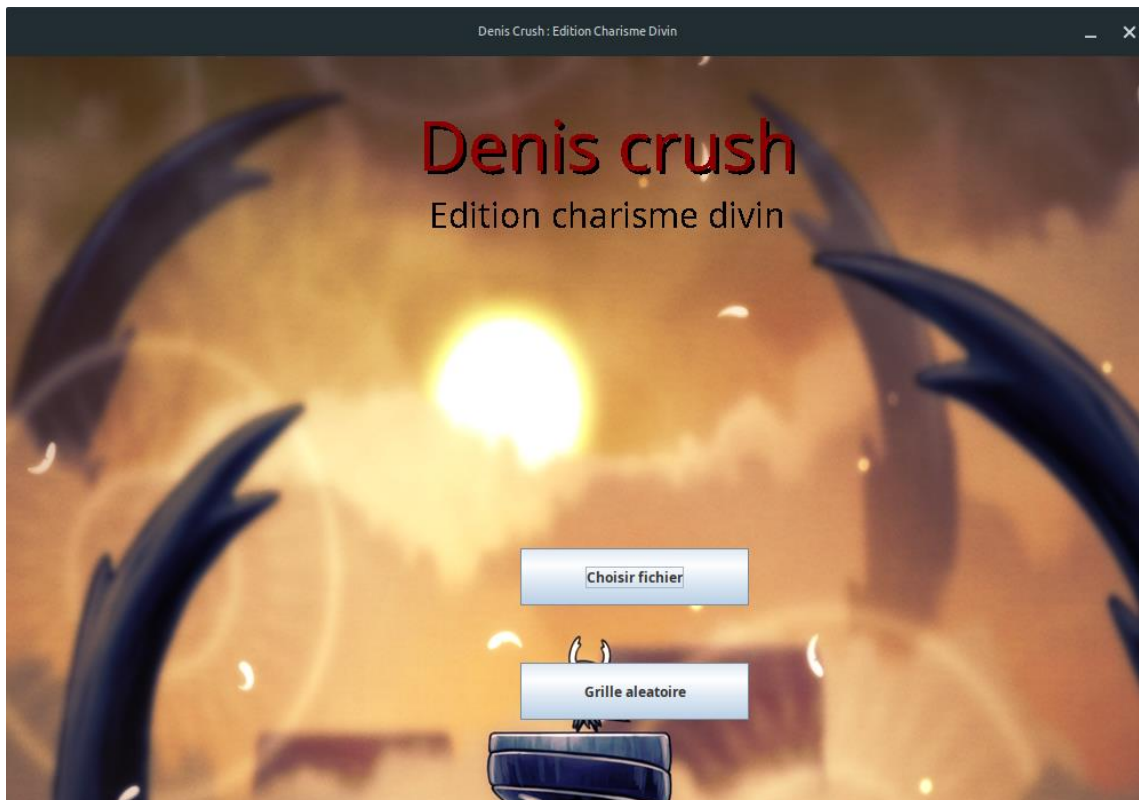 Denis Crush : Edition Charisme Divin
Denis crush
Edition charisme divin
Choisir fichier
Grille aleatoire